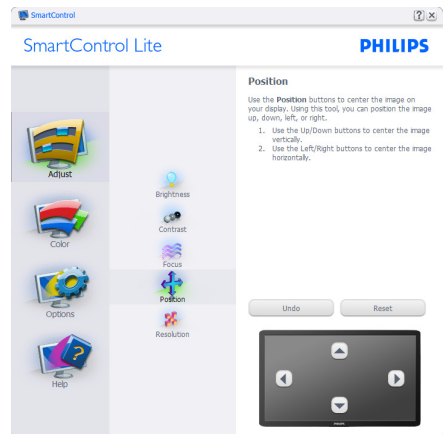 SmartControl
SmartControl Lite
PHILIPS
Adjust
Color
Options
Help
Brightness
Contrast
Focus
Position
Resolution
Position
Use the Position buttons to center the image on
your display. Using this tool, you can position the image
up, down, left, or right.
1. Use the Up/Down buttons to center the image
vertically.
2. Use the Left/Right buttons to center the image
horizontally.
Undo
Reset
PHILIPS